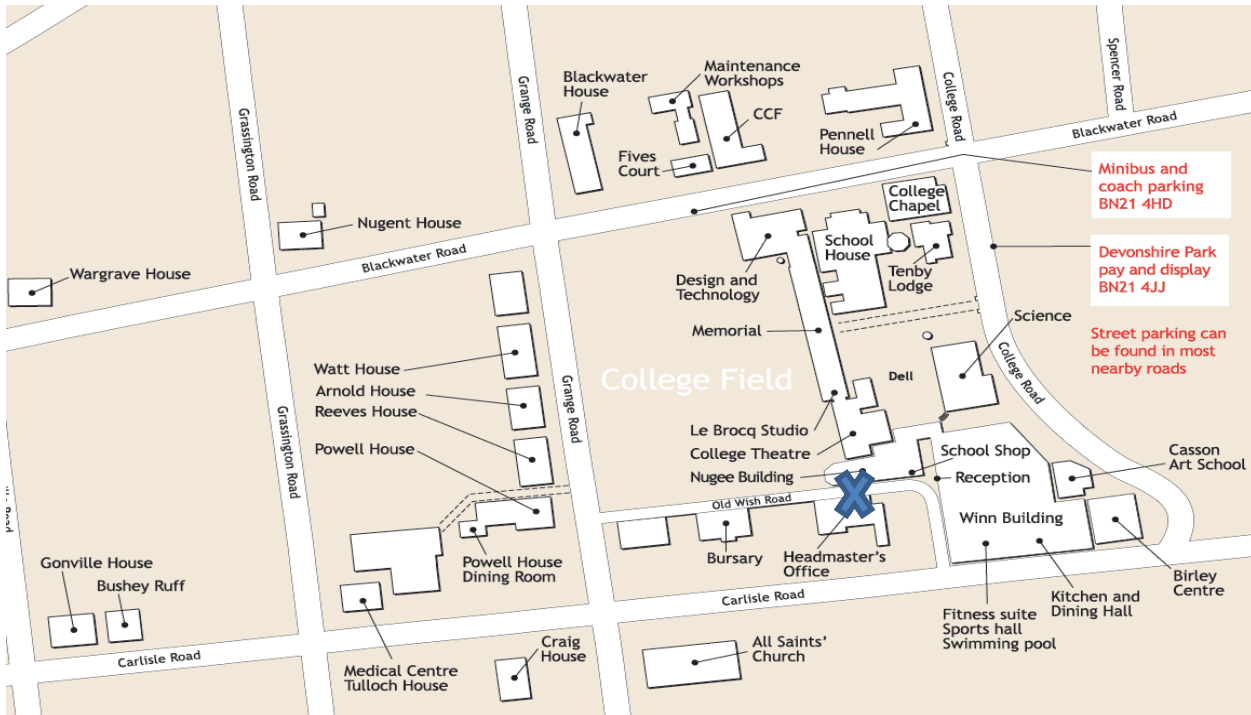 Grassington Road
Grange Road
College Road
Spencer Road
Blackwater Road
Blackwater
House
Maintenance
Workshops
CCF
Fives
Court
Pennell
House
Minibus and
coach parking
BN21 4HD
College
Chapel
Nugent House
Blackwater Road
Wargrave House
School
House
Tenby
Lodge
Design and
Technology
Devonshire Park
pay and display
BN21 4JJ
Science
Memorial
Street parking can
be found in most
nearby roads
Watt House
Arnold House
Reeves House
Powell House
Grange Road
College Field
Dell
College Road
Grassington Road
Le Brocq Studio
College Theatre
Nugee Building
School Shop
Reception
Casson
Art School
Old Wish Road
Winn Building
Bursary
Headmaster's
Office
Powell House
Dining Room
Gonville House
Bushey Ruff
Carlisle Road
Birley
Centre
Kitchen and
Dining Hall
Fitness suite
Sports hall
Swimming pool
Carlisle Road
Medical Centre
Tulloch House
Craig
House
All Saints'
Church
Road